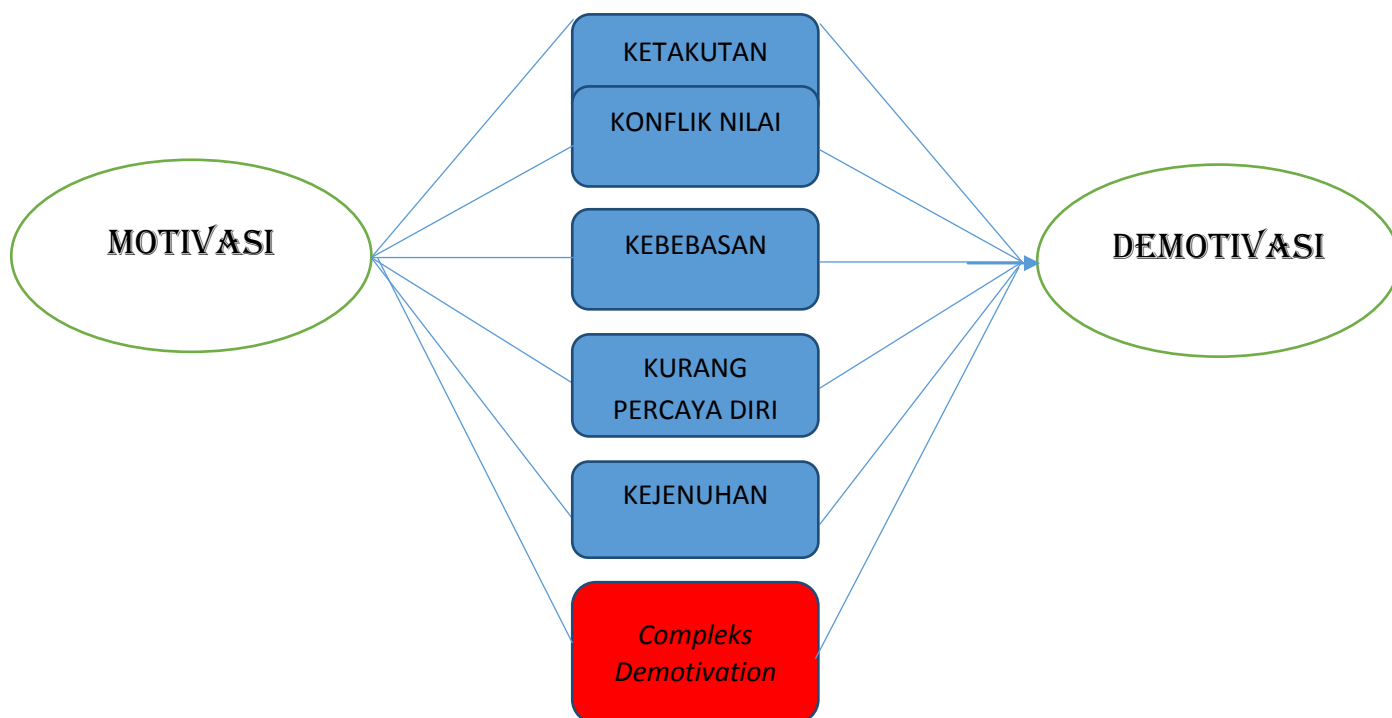 KETAKUTAN
KONFLIK NILAI
MOTIVASI
KEBEBASAN
DEMOTIVASI
KURANG
PERCAYA DIRI
KEJENUHAN
Compleks
Demotivation